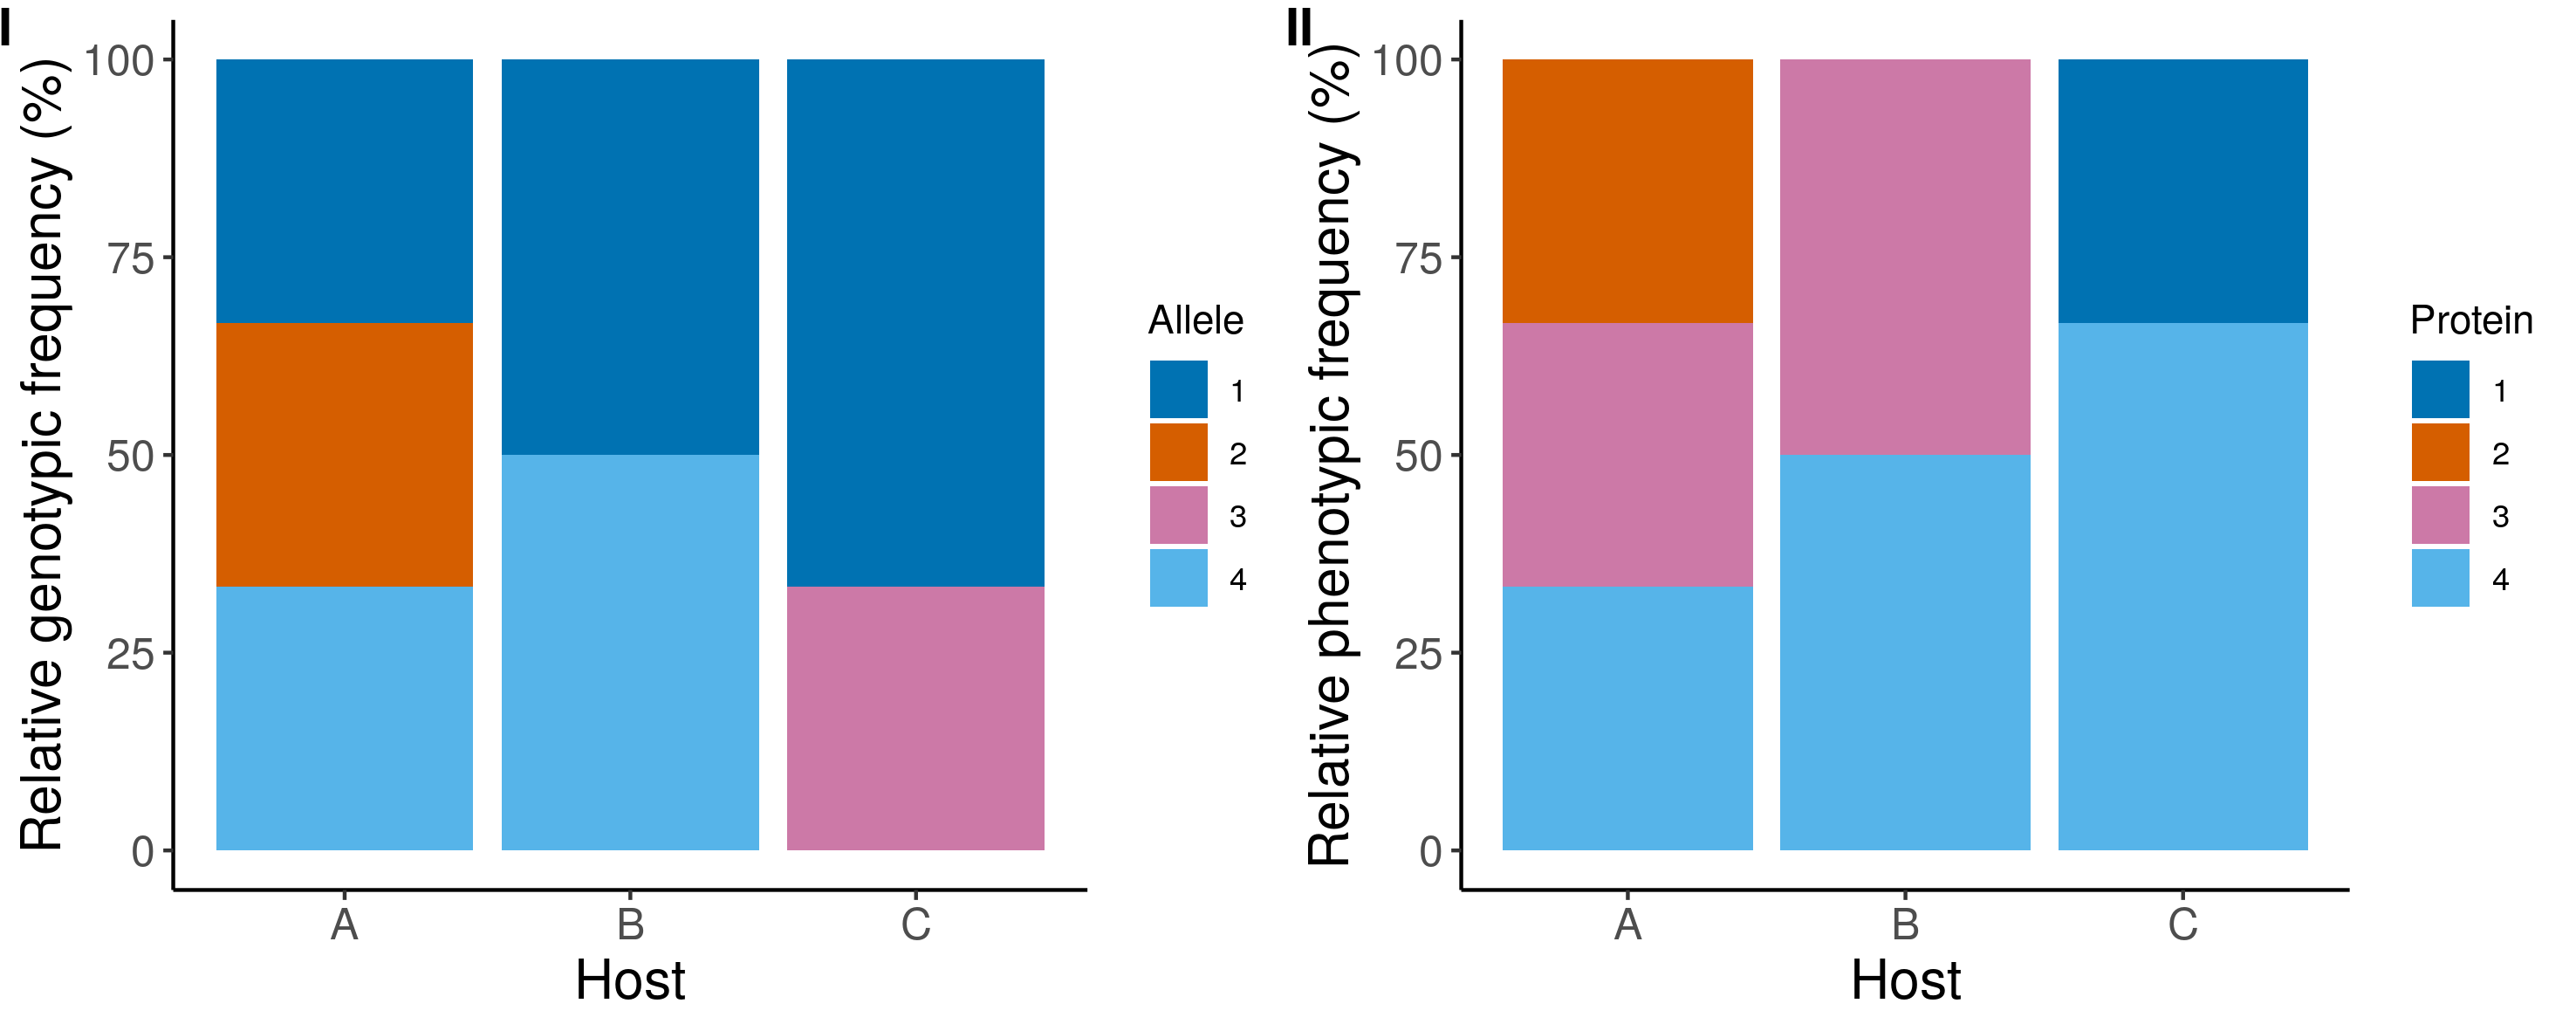 I
Relative genotypic frequency (%)
100
75
50
25
0
A B C
Host
Allele
1
2
3
4
II
Relative phenotypic frequency (%)
100
75
50
25
0
A B C
Host
Protein
1
2
3
4